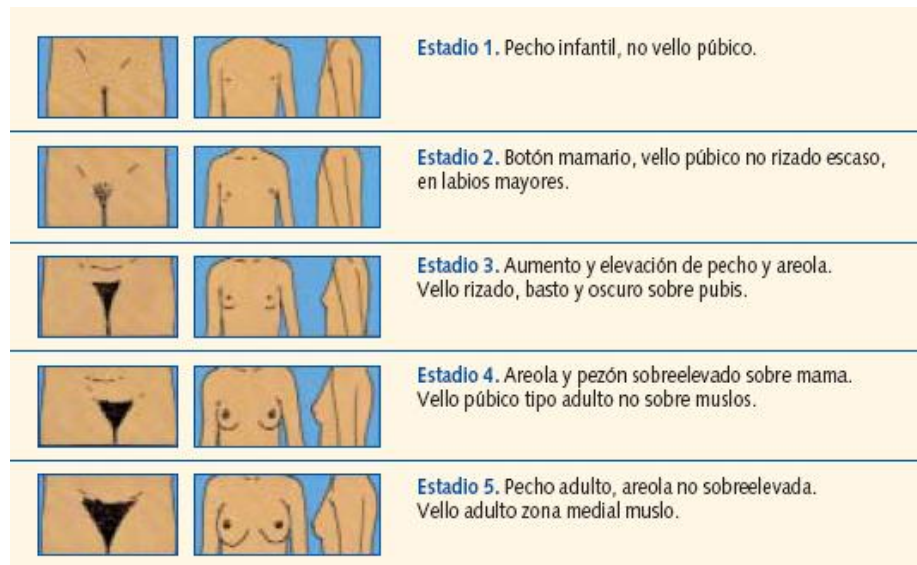 Estadio 1. Pecho infantil, no vello púbico.
Estadio 2. Botón mamario, vello púbico no rizado escaso,
en labios mayores.
Estadio 3. Aumento y elevación de pecho y areola.
Vello rizado, basto y oscuro sobre pubis.
Estadio 4. Areola y pezón sobreelevado sobre mama.
Vello púbico tipo adulto no sobre muslos.
Estadio 5. Pecho adulto, areola no sobreelevada.
Vello adulto zona medial muslo.